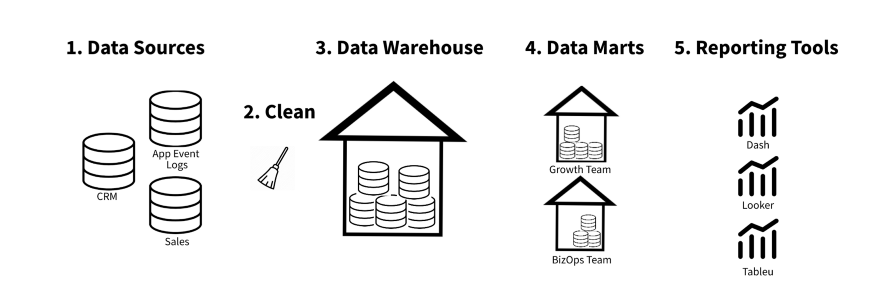 1. Data Sources
App Event
Logs
CRM
Sales
2. Clean
3. Data Warehouse
4. Data Marts
Growth Team
BizOps Team
5. Reporting Tools
Dash
Looker
Tableu